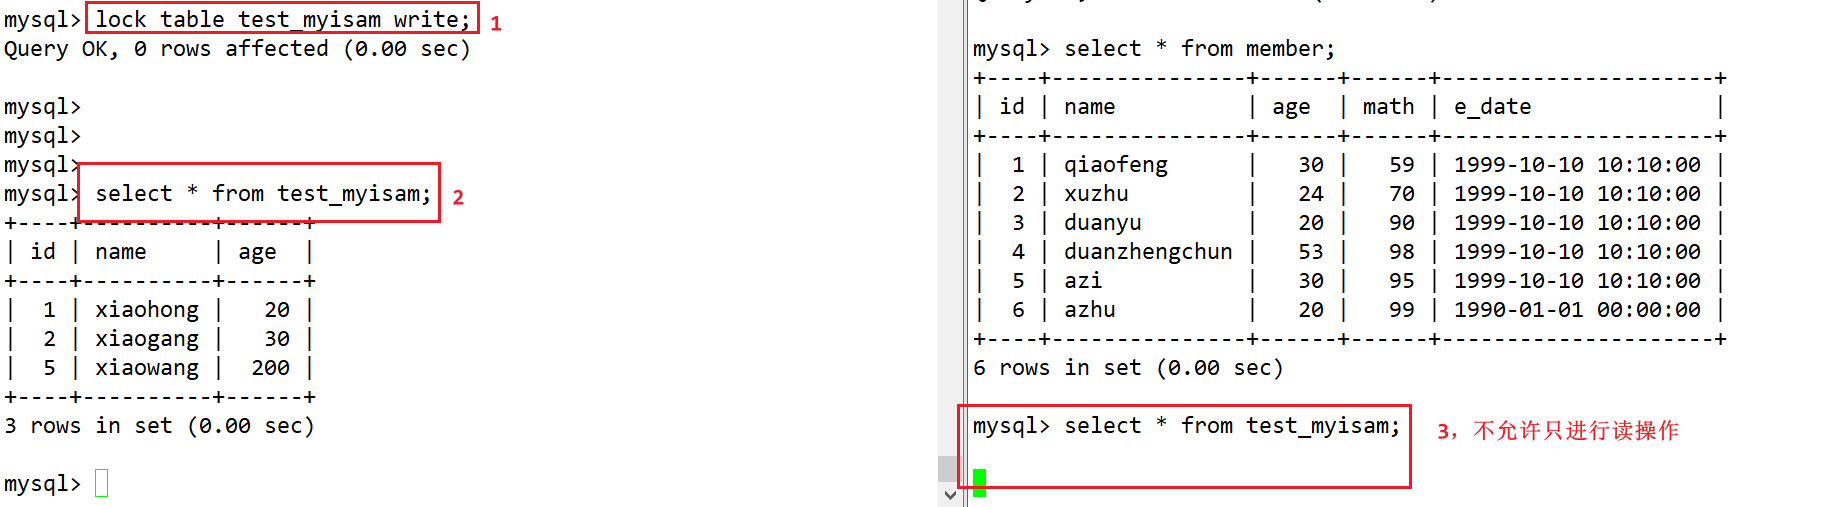 mysql> lock table test_myisam write; 1
Query OK, 0 rows affected (0.00 sec)
mysql>
mysql>
mysql>
mysql> select * from test_myisam; 2
+----+----------+------+
| id | name     | age  |
+----+----------+------+
|  1 | xiaohong |   20 |
|  2 | xiaogang |   30 |
|  5 | xiaowang |  200 |
+----+----------+------+
3 rows in set (0.00 sec)
mysql>
mysql> select * from member;
+----+---------------+------+------+---------------------+
| id | name          | age  | math | e_date              |
+----+---------------+------+------+---------------------+
|  1 | qiaofeng      |   30 |   59 | 1999-10-10 10:10:00 |
|  2 | xuzhu         |   24 |   70 | 1999-10-10 10:10:00 |
|  3 | duanyu        |   20 |   90 | 1999-10-10 10:10:00 |
|  4 | duanzhengchun |   53 |   98 | 1999-10-10 10:10:00 |
|  5 | azi           |   30 |   95 | 1999-10-10 10:10:00 |
|  6 | azhu          |   20 |   99 | 1990-01-01 00:00:00 |
+----+---------------+------+------+---------------------+
6 rows in set (0.00 sec)
mysql> select * from test_myisam; 3，不允许只进行读操作